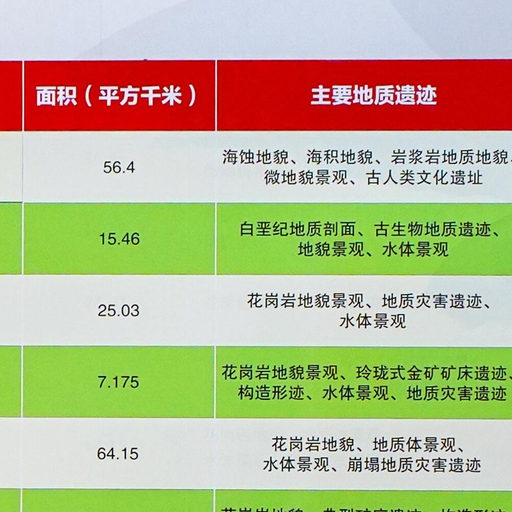 面积（平方千米）
主要地质遗迹
56.4
海蚀地貌、海积地貌、岩浆岩地质地貌、
微地貌景观、古人类文化遗址
15.46
白垩纪地质剖面、古生物地质遗迹、
地貌景观、水体景观
25.03
花岗岩地貌景观、地质灾害遗迹、
水体景观
7.175
花岗岩地貌景观、玲珑式金矿矿床遗迹、
构造形迹、水体景观、地质灾害遗迹
64.15
花岗岩地貌、地质体景观、
水体景观、崩塌地质灾害遗迹